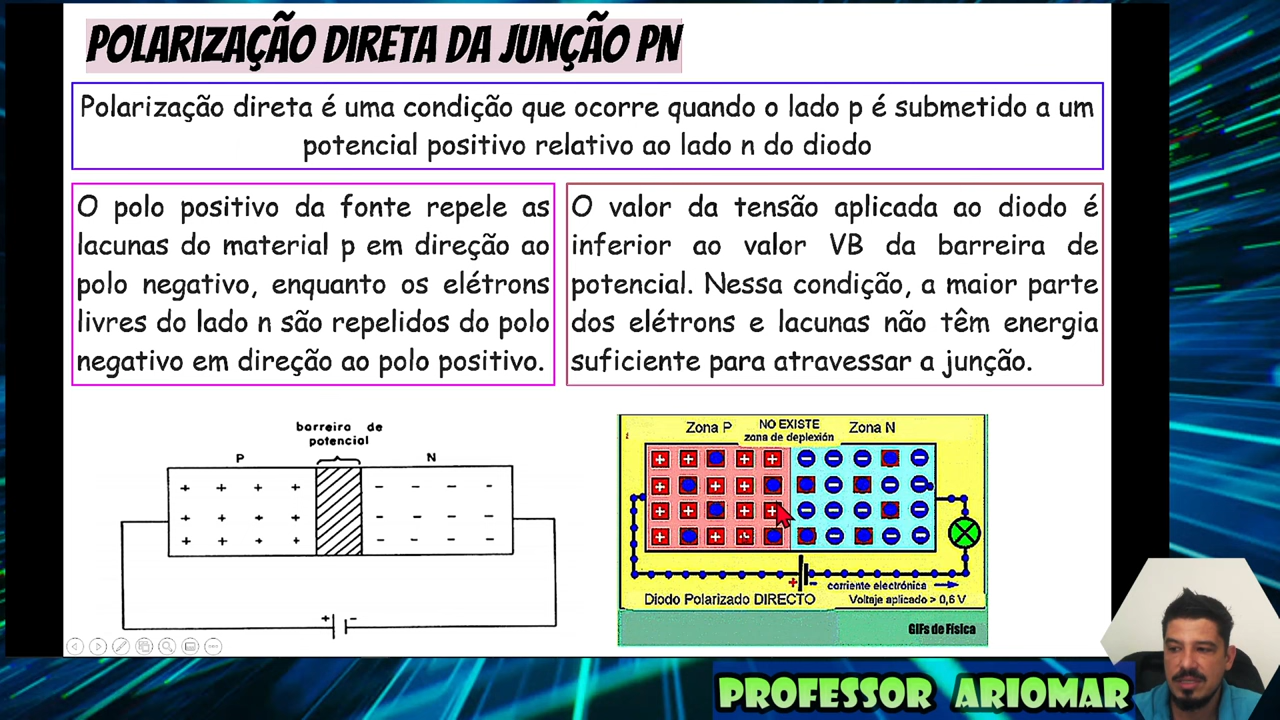 POLARIZAÇÃO DIRETA DA JUNÇÃO PN
Polarização direta é uma condição que ocorre quando o lado p é submetido a um
potencial positivo relativo ao lado n do diodo
O polo positivo da fonte repele as
lacunas do material p em direção ao
polo negativo, enquanto os elétrons
livres do lado n são repelidos do polo
negativo em direção ao polo positivo.
O valor da tensão aplicada ao diodo é
inferior ao valor VB da barreira de
potencial. Nessa condição, a maior parte
dos elétrons e lacunas não têm energia
suficiente para atravessar a junção.
barreira de
potencial
P
N
+ -
Zona P
NO EXISTE
zona de deplexión
Zona N
+ -
corriente electrónica
Diodo Polarizado DIRECTO
Voltaje aplicado > 0,6 V
GIFs de Física
PROFESSOR ARIOMAR